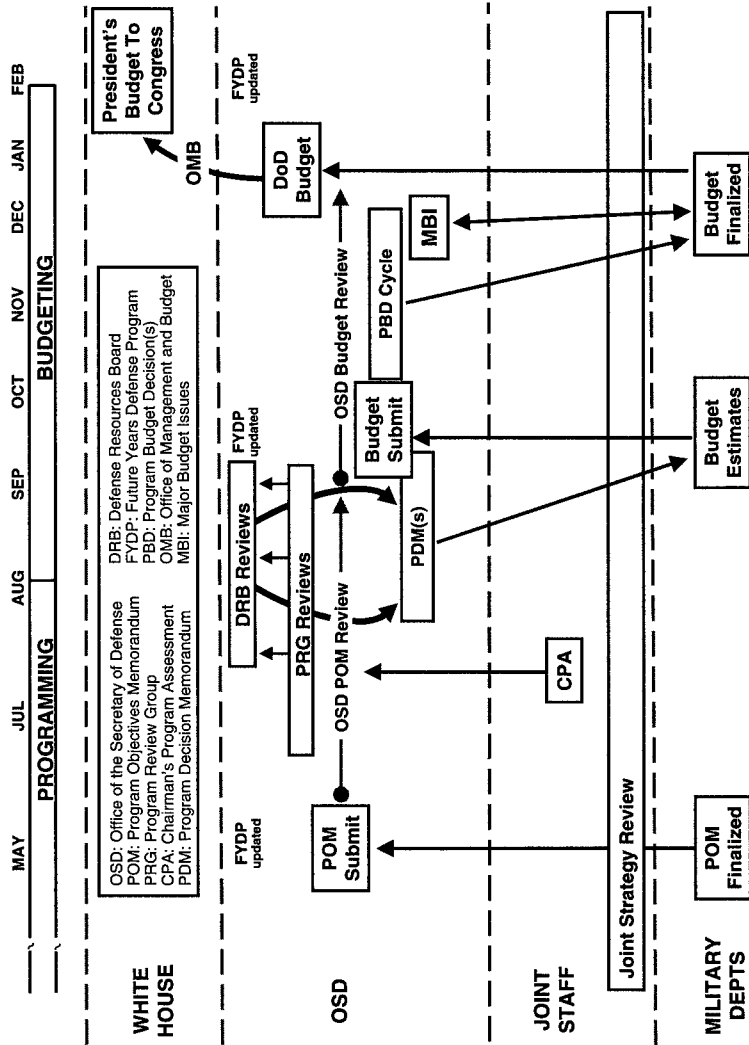 MAY
JUL
AUG
SEP
OCT
NOV
DEC
JAN
FEB
PROGRAMMING
BUDGETING
WHITE
HOUSE
OSD: Office of the Secretary of Defense
POM: Program Objectives Memorandum
PRG: Program Review Group
CPA: Chairman's Program Assessment
PDM: Program Decision Memorandum
DRB: Defense Resources Board
FYDP: Future Years Defense Program
PBD: Program Budget Decision(s)
OMB: Office of Management and Budget
MBI: Major Budget Issues
President's
Budget To
Congress
OMB
OSD
FYDP
updated
DRB Reviews
FYDP
updated
FYDP
updated
PRG Reviews
POM
Submit
OSD POM Review
OSD Budget Review
DoD
Budget
PDM(s)
Budget
Submit
PBD Cycle
MBI
JOINT
STAFF
CPA
Joint Strategy Review
MILITARY
DEPTS
POM
Finalized
Budget
Estimates
Budget
Finalized